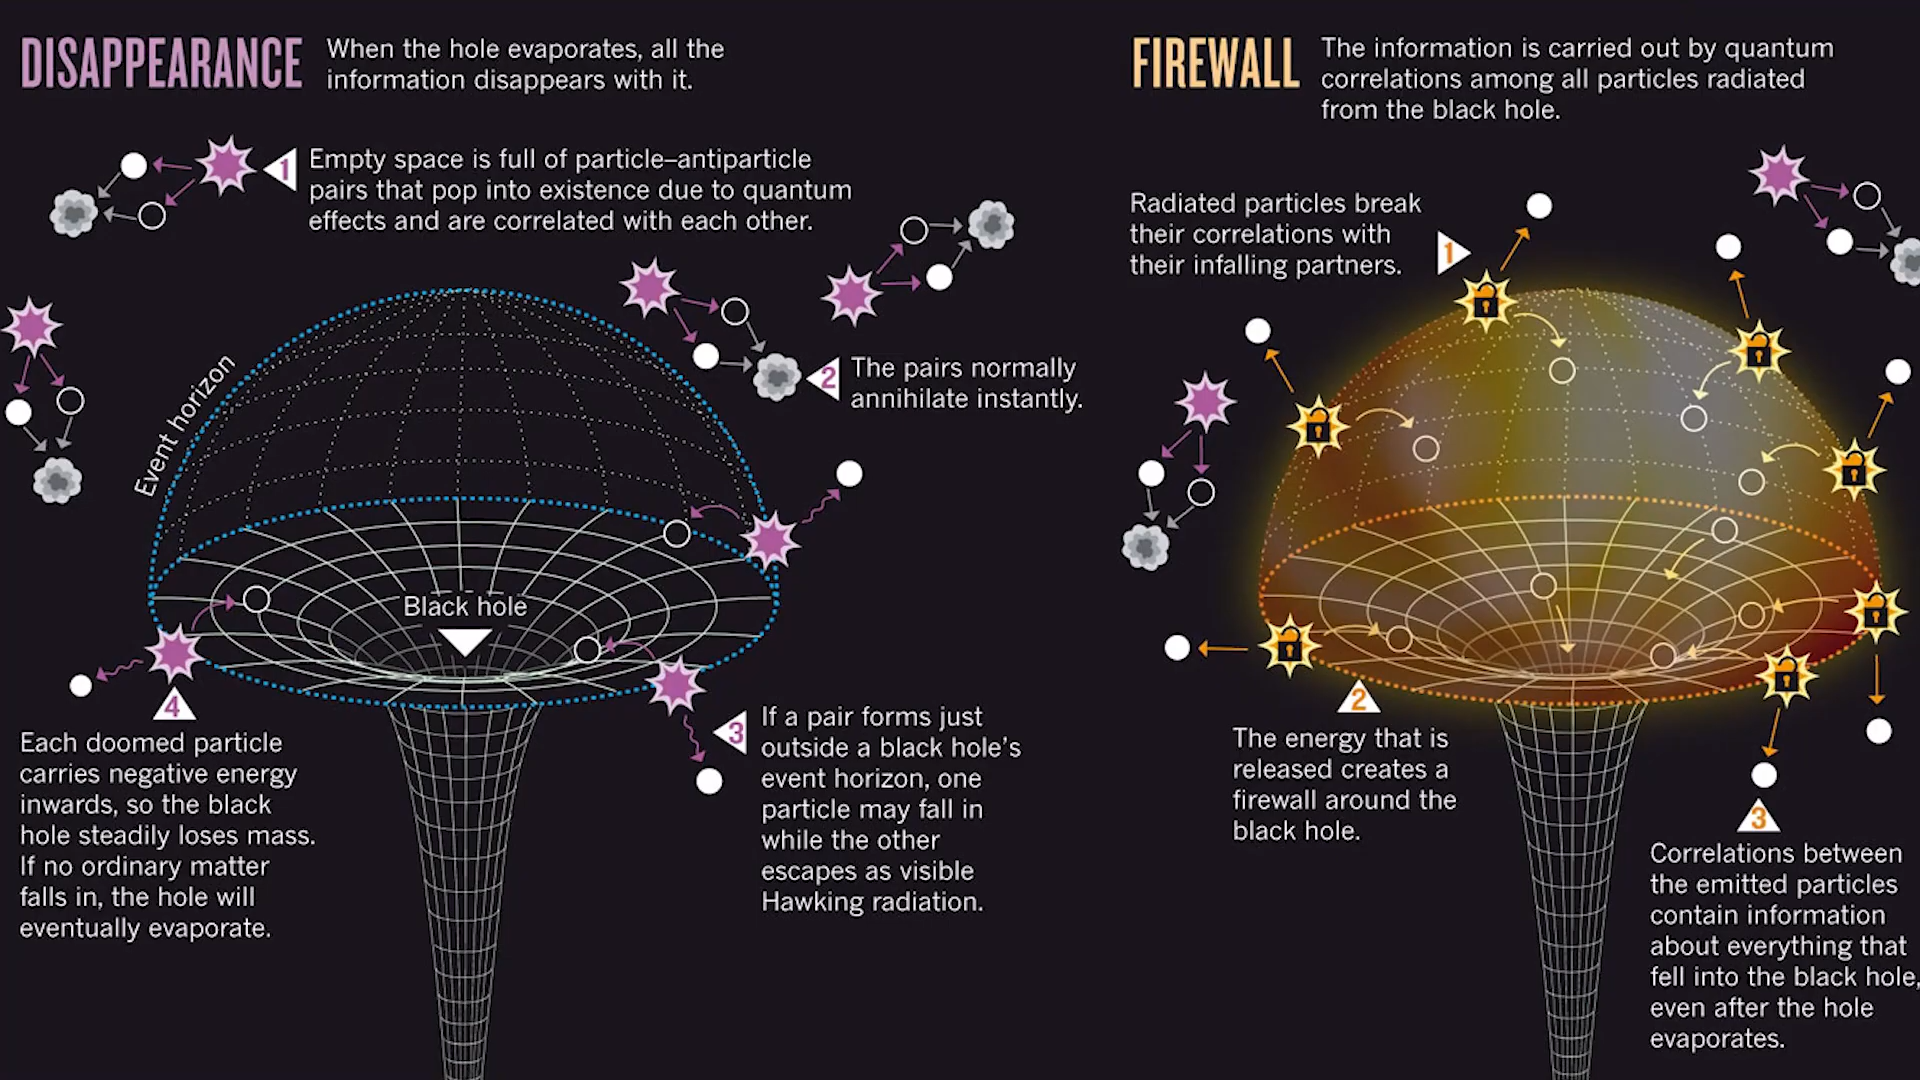 DISAPPEARANCE
When the hole evaporates, all the
information disappears with it.
1
Empty space is full of particle–antiparticle
pairs that pop into existence due to quantum
effects and are correlated with each other.
2
The pairs normally
annihilate instantly.
Event horizon
Black hole
3
If a pair forms just
outside a black hole’s
event horizon, one
particle may fall in
while the other
escapes as visible
Hawking radiation.
4
Each doomed particle
carries negative energy
inwards, so the black
hole steadily loses mass.
If no ordinary matter
falls in, the hole will
eventually evaporate.
FIREWALL
The information is carried out by quantum
correlations among all particles radiated
from the black hole.
Radiated particles break
their correlations with
their infalling partners.
1
2
The energy that is
released creates a
firewall around the
black hole.
3
Correlations between
the emitted particles
contain information
about everything that
fell into the black hole,
even after the hole
evaporates.